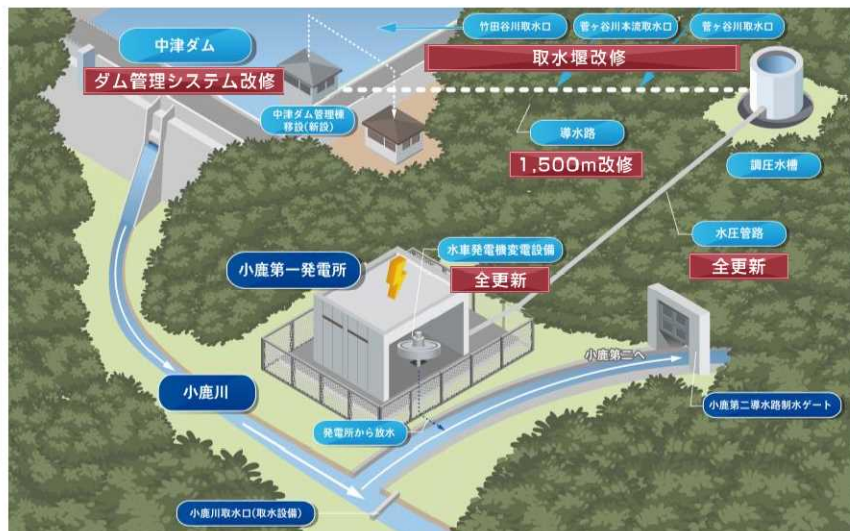 中津ダム
ダム管理システム改修
竹田谷川取水口
菅ヶ谷川本流取水口
菅ヶ谷川取水口
取水堰改修
中津ダム管理棟
移設(新設)
導水路
1,500m改修
調圧水槽
水圧管路
全更新
水車発電機変電設備
全更新
小鹿第一発電所
小鹿第二へ
小鹿川
発電所から放水
小鹿第二導水路制水ゲート
小鹿川取水口(取水設備)